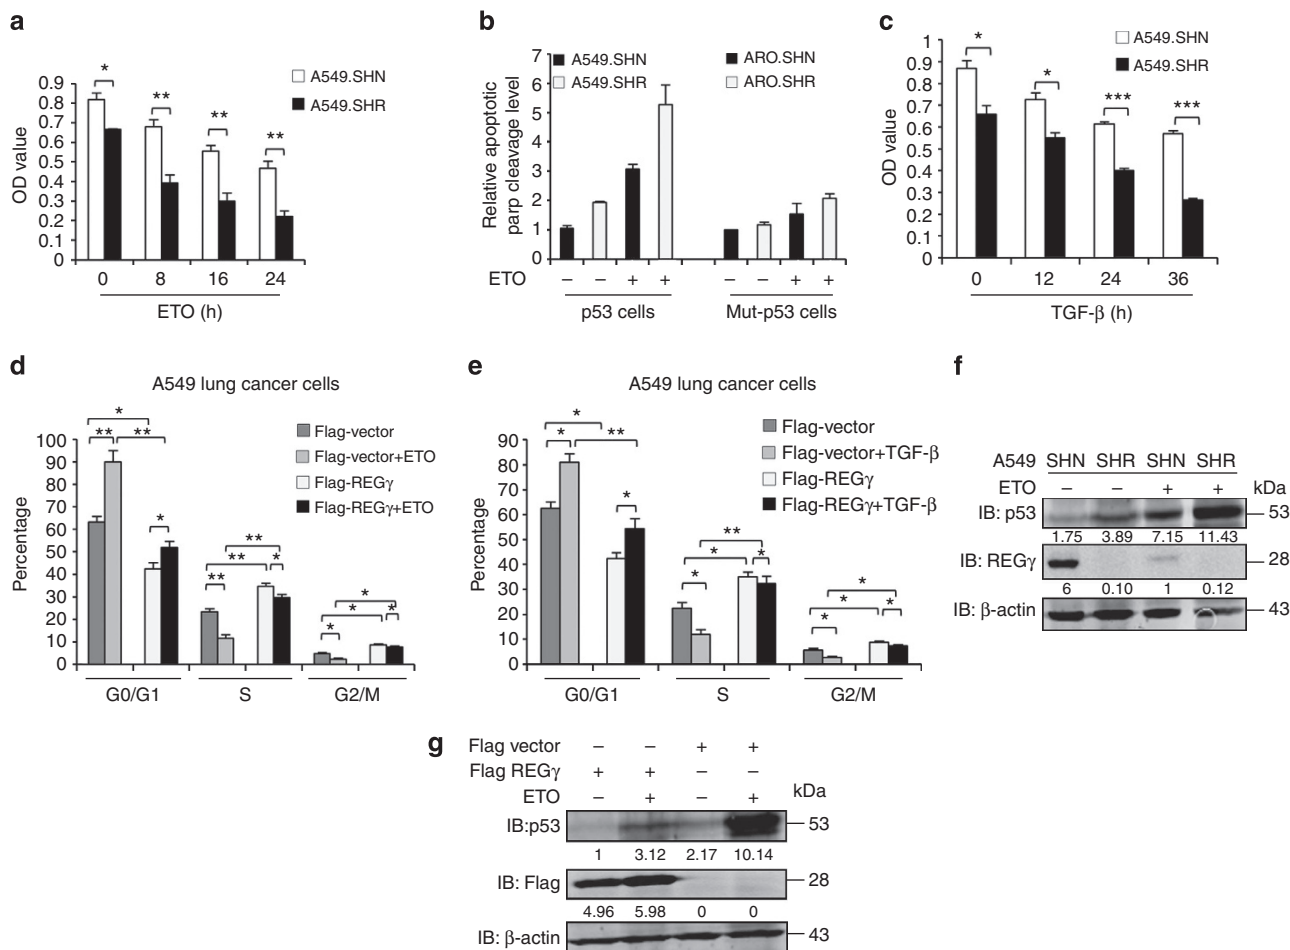 a
A549.SHN
A549.SHR
OD value
0.9
0.8
0.7
0.6
0.5
0.4
0.3
0.2
0.1
0
* ** ** **
0 8 16 24
ETO (h)
b
A549.SHN
A549.SHR
ARO.SHN
ARO.SHR
Relative apoptotic
parp cleavage level
7
6
5
4
3
2
1
0
ETO – – + + – – + +
p53 cells Mut-p53 cells
c
A549.SHN
A549.SHR
OD value
1
0.9
0.8
0.7
0.6
0.5
0.4
0.3
0.2
0.1
0
* * *** ***
0 12 24 36
TGF-β (h)
d
A549 lung cancer cells
Flag-vector
Flag-vector+ETO
Flag-REGγ
Flag-REGγ+ETO
Percentage
100
90
80
70
60
50
40
30
20
10
0
*
** **
*
**
**
** *
*
*
* *
G0/G1 S G2/M
e
A549 lung cancer cells
Flag-vector
Flag-vector+TGF-β
Flag-REGγ
Flag-REGγ+TGF-β
Percentage
90
80
70
60
50
40
30
20
10
0
*
* **
*
**
*
* *
*
*
* *
G0/G1 S G2/M
f
A549 SHN SHR SHN SHR
ETO – – + + kDa
IB: p53 53
1.75 3.89 7.15 11.43
IB: REGγ 28
6 0.10 1 0.12
IB: β-actin 43
g
Flag vector – – + +
Flag REGγ + + – –
ETO – + – + kDa
IB:p53 53
1 3.12 2.17 10.14
IB: Flag 28
4.96 5.98 0 0
IB: β-actin 43